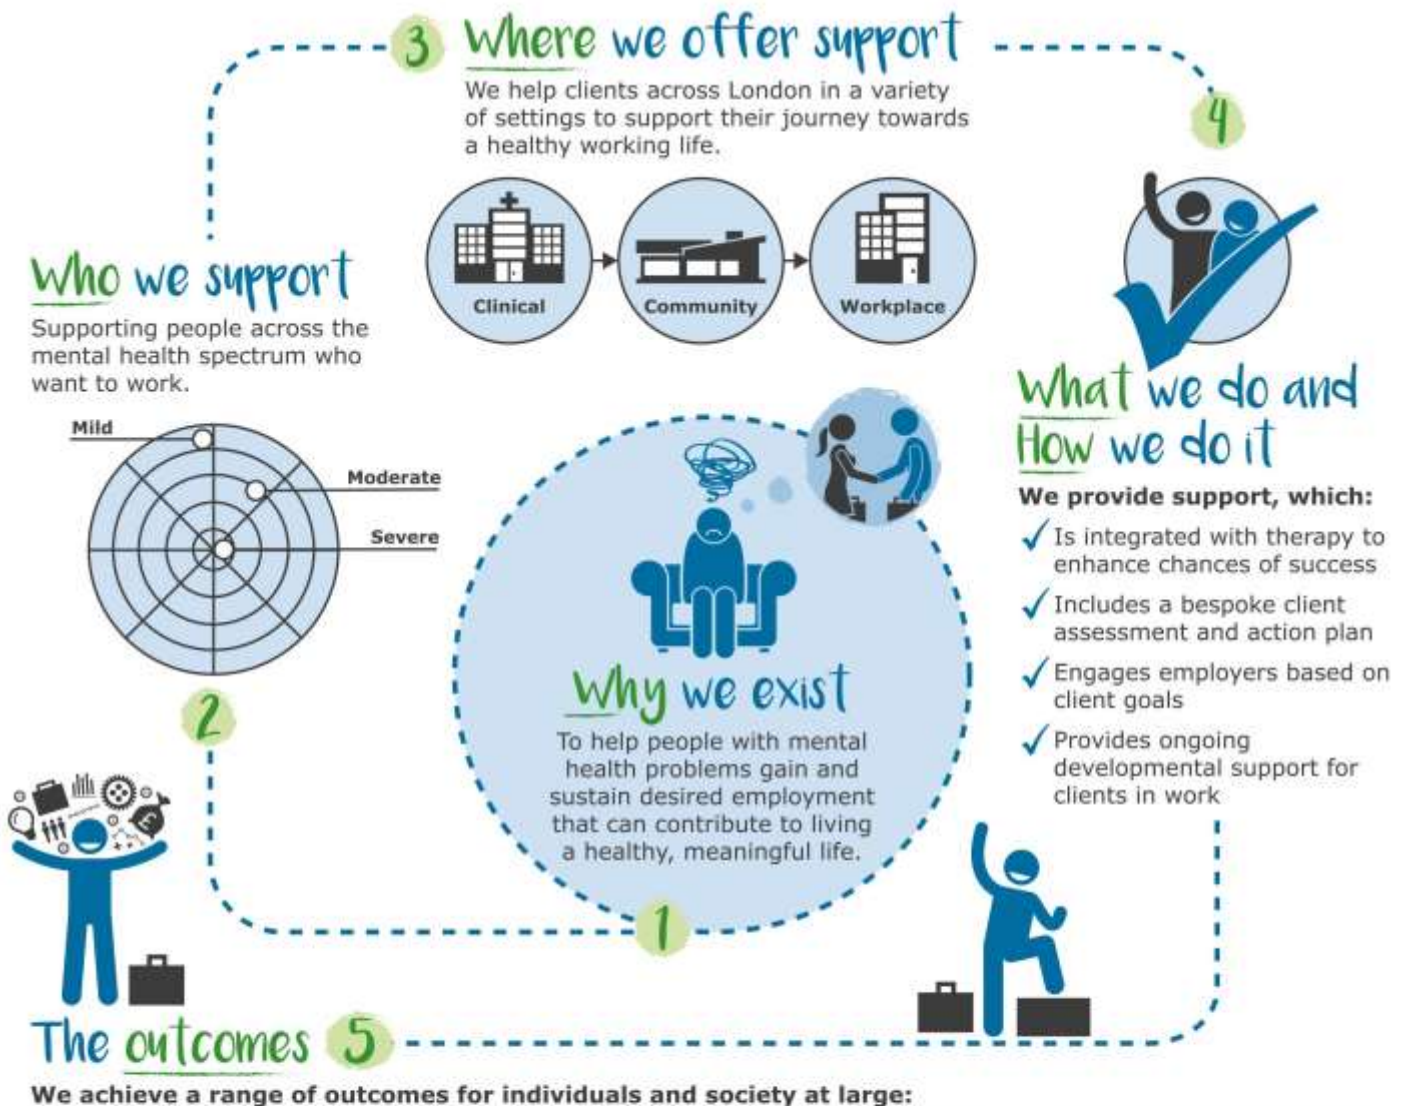 3 Where we offer support
We help clients across London in a variety
of settings to support their journey towards
a healthy working life.
Clinical
Community
Workplace
4
Who we support
Supporting people across the
mental health spectrum who
want to work.
Mild
Moderate
Severe
2
What we do and
How we do it
We provide support, which:
Is integrated with therapy to
enhance chances of success
Includes a bespoke client
assessment and action plan
Engages employers based on
client goals
Provides ongoing
developmental support for
clients in work
Why we exist
To help people with mental
health problems gain and
sustain desired employment
that can contribute to living
a healthy, meaningful life.
1
£
The outcomes 5
We achieve a range of outcomes for individuals and society at large: